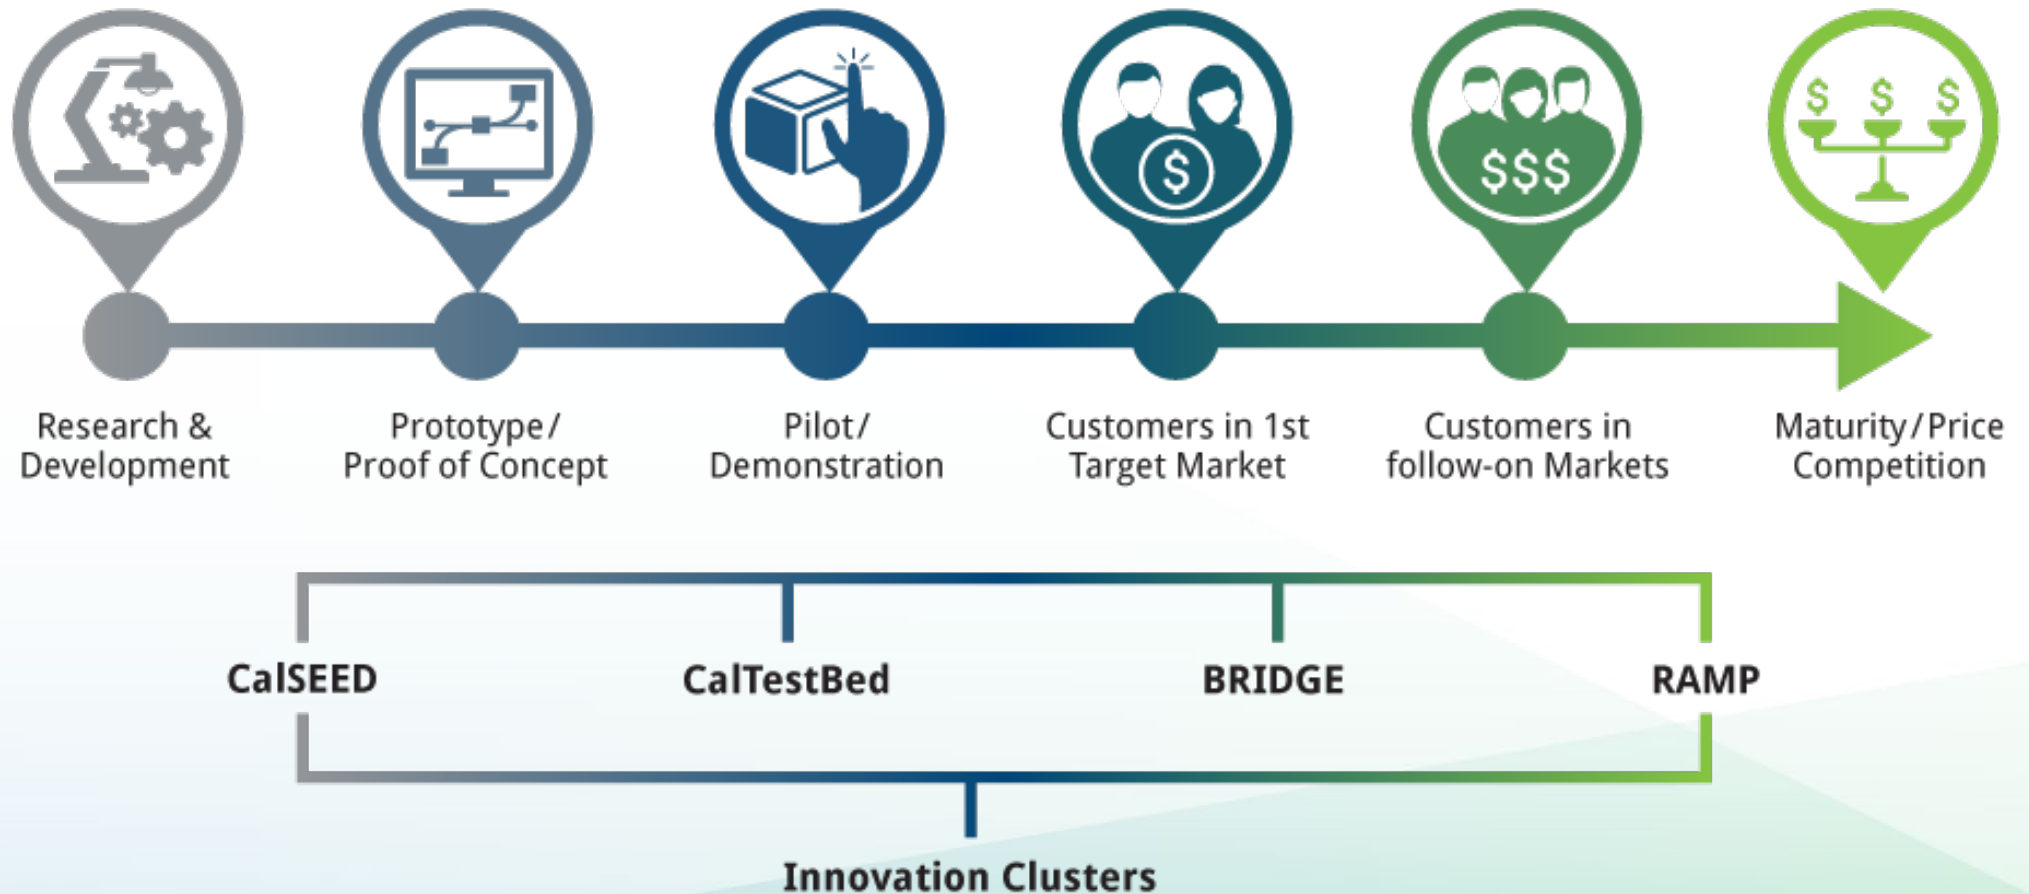 $
$$$
$ $ $
Research &
Development
Prototype/
Proof of Concept
Pilot/
Demonstration
Customers in 1st
Target Market
Customers in
follow-on Markets
Maturity/Price
Competition
CalSEED
CalTestBed
BRIDGE
RAMP
Innovation Clusters